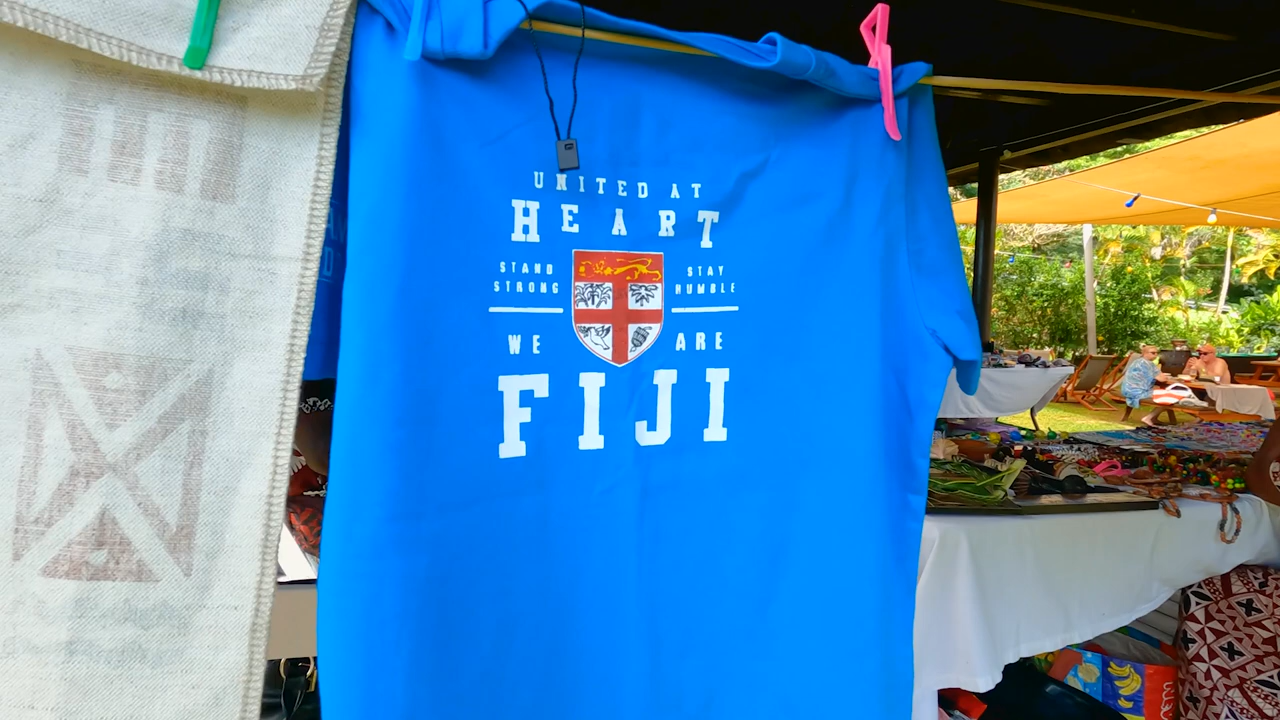 UNITED AT
HEART
STAND STAY
STRONG HUMBLE
WE ARE
FIJI